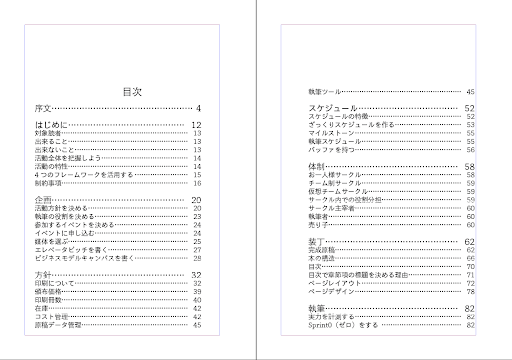 目次
序文 4
はじめに 12
対象読者 13
出来ること 13
出来ないこと 13
活動全体を把握しよう 14
活動の特性 14
4つのフレームワークを活用する 15
制約事項 16
企画 20
活動方針を決める 20
執筆の役割を決める 23
参加するイベントを決める 24
イベントに申し込む 24
媒体を選ぶ 25
エレベータピッチを書く 27
ビジネスモデルキャンバスを書く 28
方針 32
印刷について 32
頒布価格 39
印刷冊数 40
在庫 42
コスト管理 42
原稿データ管理 45
執筆ツール 45
スケジュール 52
スケジュールの特徴 52
ざっくりスケジュールを作る 53
マイルストーン 55
執筆スケジュール 55
バッファを持つ 56
体制 58
お一人様サークル 58
チーム制サークル 59
仮想チームサークル 59
サークル内での役割分担 59
サークル主宰者 59
執筆者 60
売り子 60
装丁 62
完成原稿 62
本の構造 66
目次 70
目次で章節項の標題を決める理由 71
ページレイアウト 72
ページデザイン 78
執筆 82
実力を計測する 82
Sprint0（ゼロ）をする 82